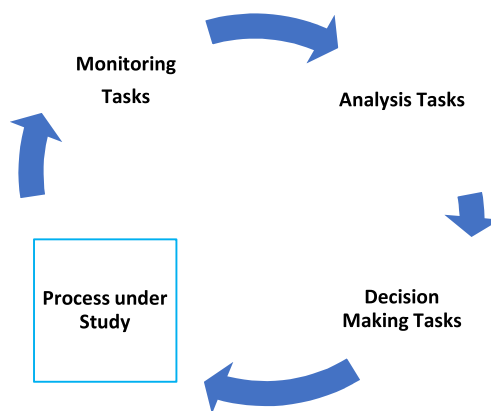 Monitoring
Tasks
Analysis Tasks
Process under
Study
Decision
Making Tasks